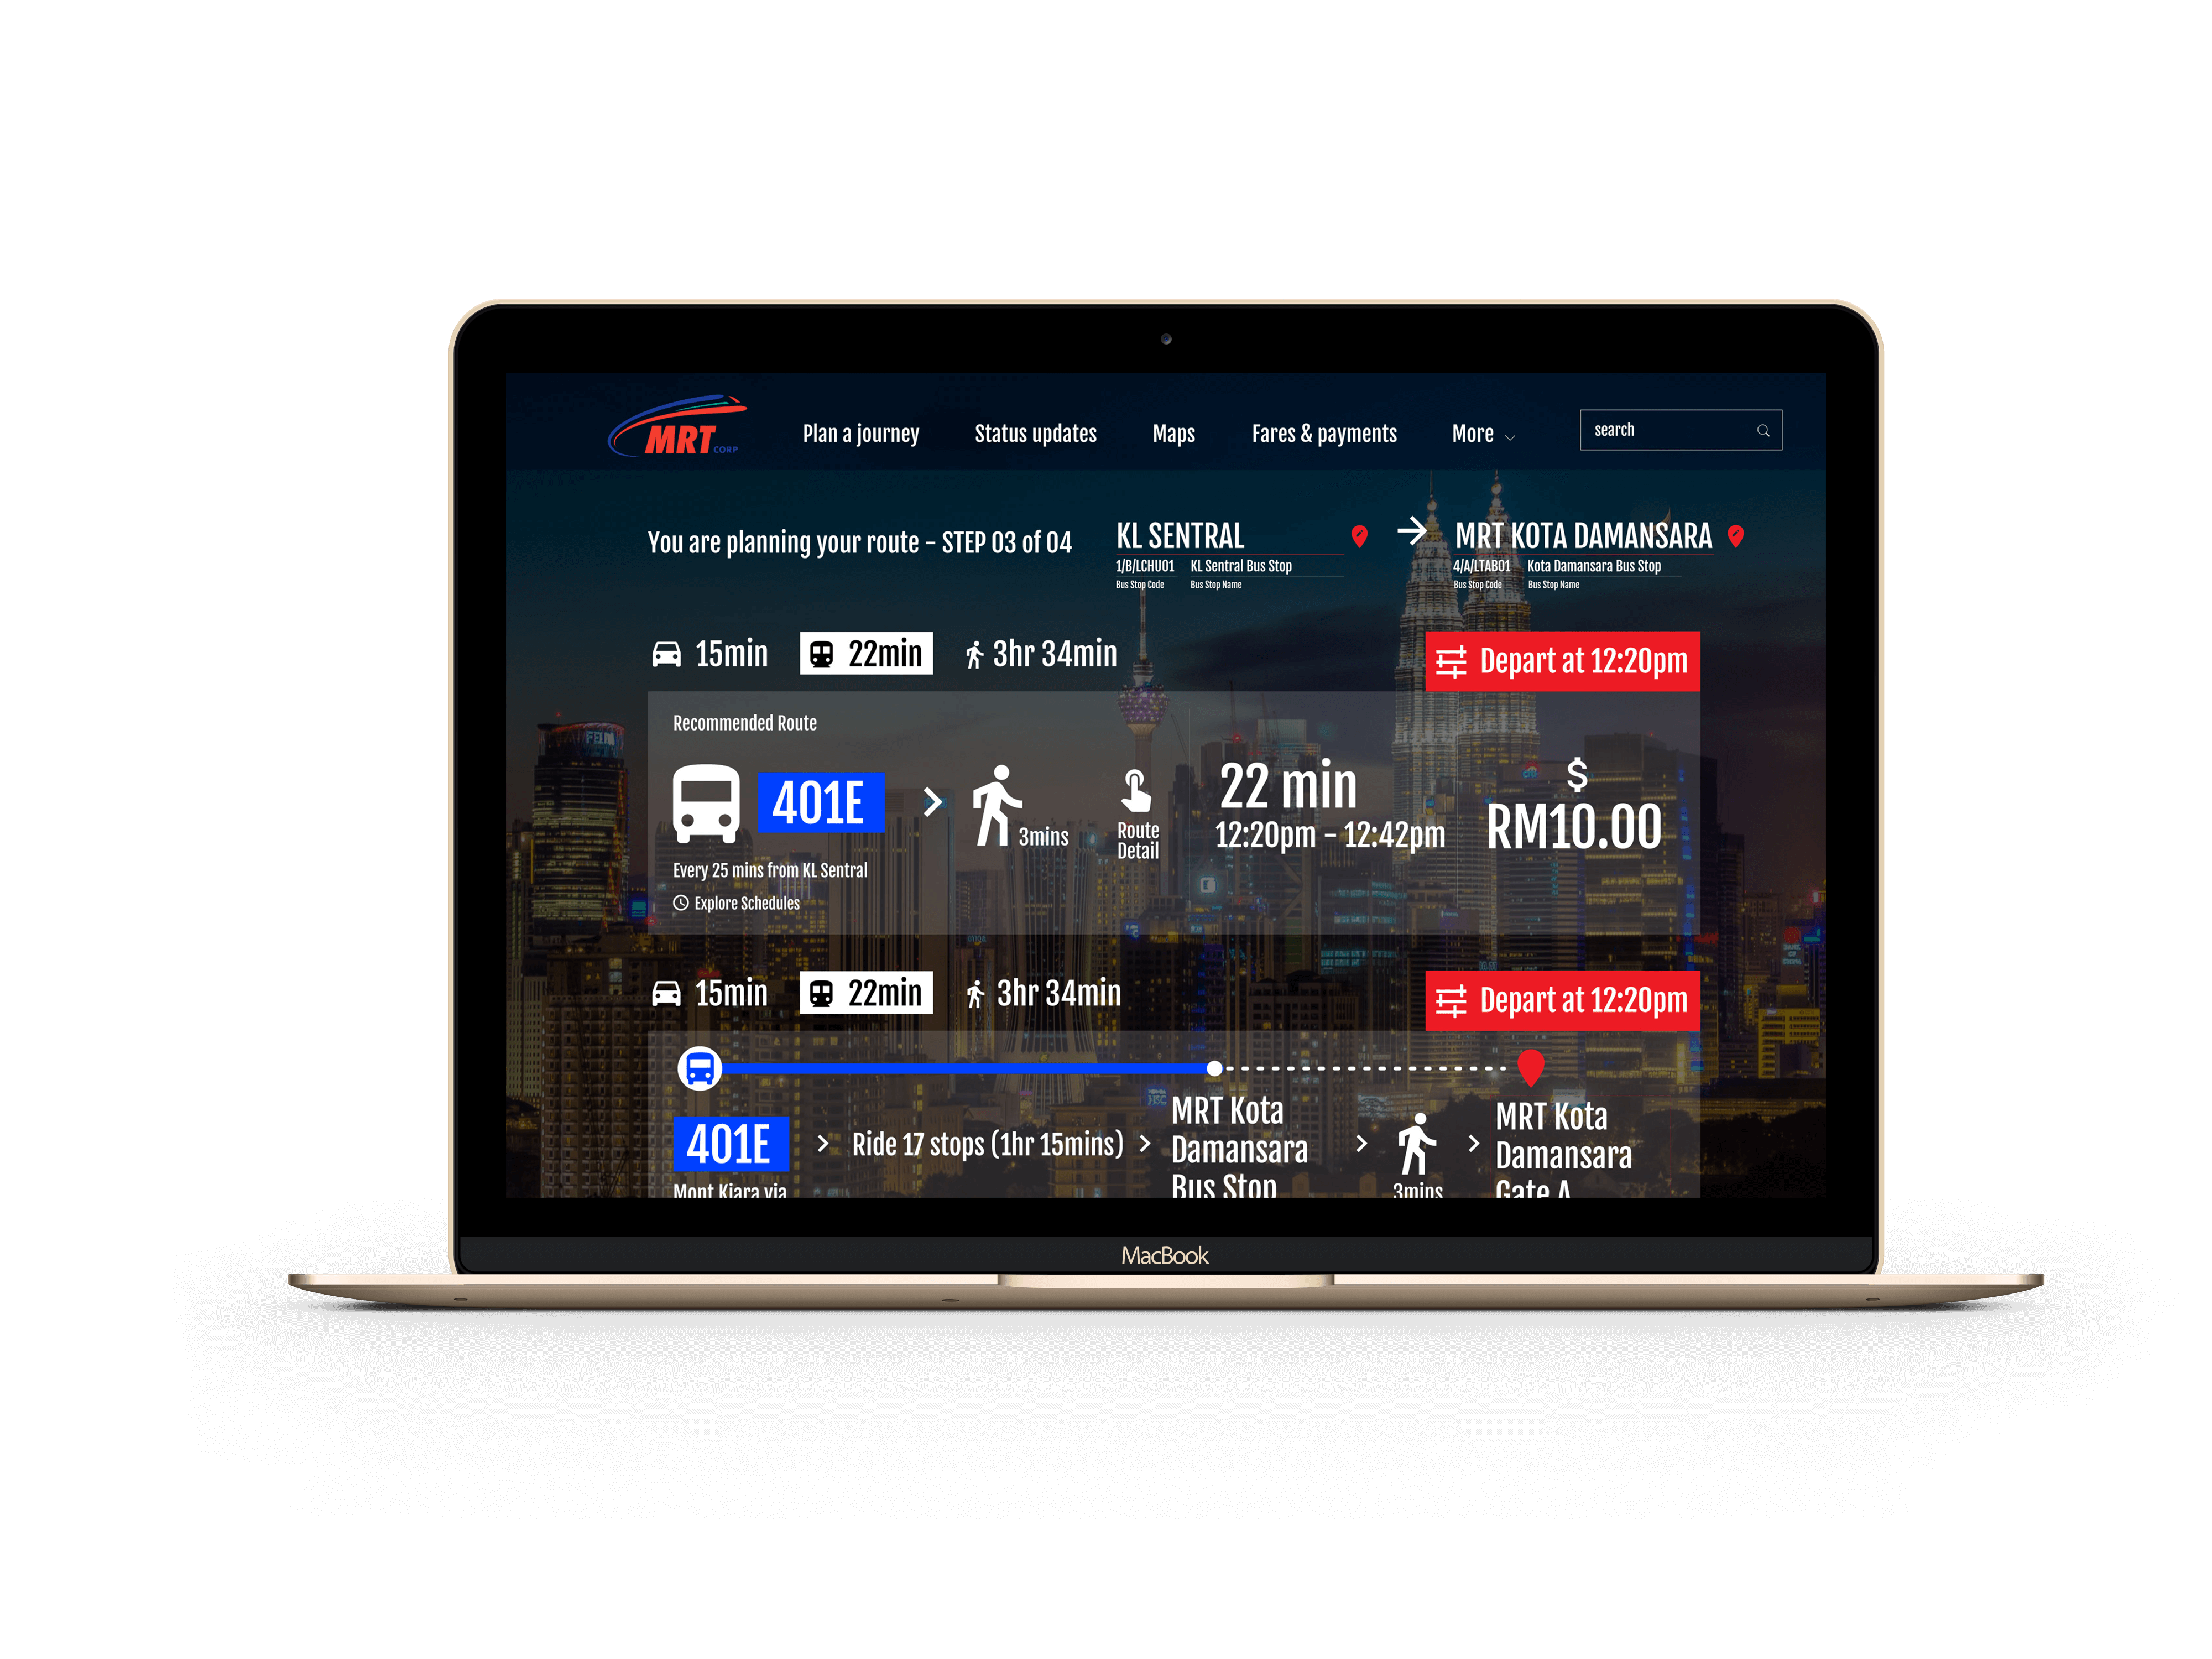 MRT CORP
Plan a journey
Status updates
Maps
Fares & payments
More
search
You are planning your route - STEP 03 of 04
KL SENTRAL
1/B/LCHU01 KL Sentral Bus Stop
Bus Stop Code Bus Stop Name
MRT KOTA DAMANSARA
4/A/LTAB01 Kota Damansara Bus Stop
Bus Stop Code Bus Stop Name
15min
22min
3hr 34min
Depart at 12:20pm
Recommended Route
401E
3mins
Route
Detail
Every 25 mins from KL Sentral
Explore Schedules
22 min
12:20pm - 12:42pm
$
RM10.00
15min
22min
3hr 34min
Depart at 12:20pm
401E
Mont Kiara via
Ride 17 stops (1hr 15mins)
MRT Kota
Damansara
Bus Stop
3mins
MRT Kota
Damansara
Gate A
MacBook